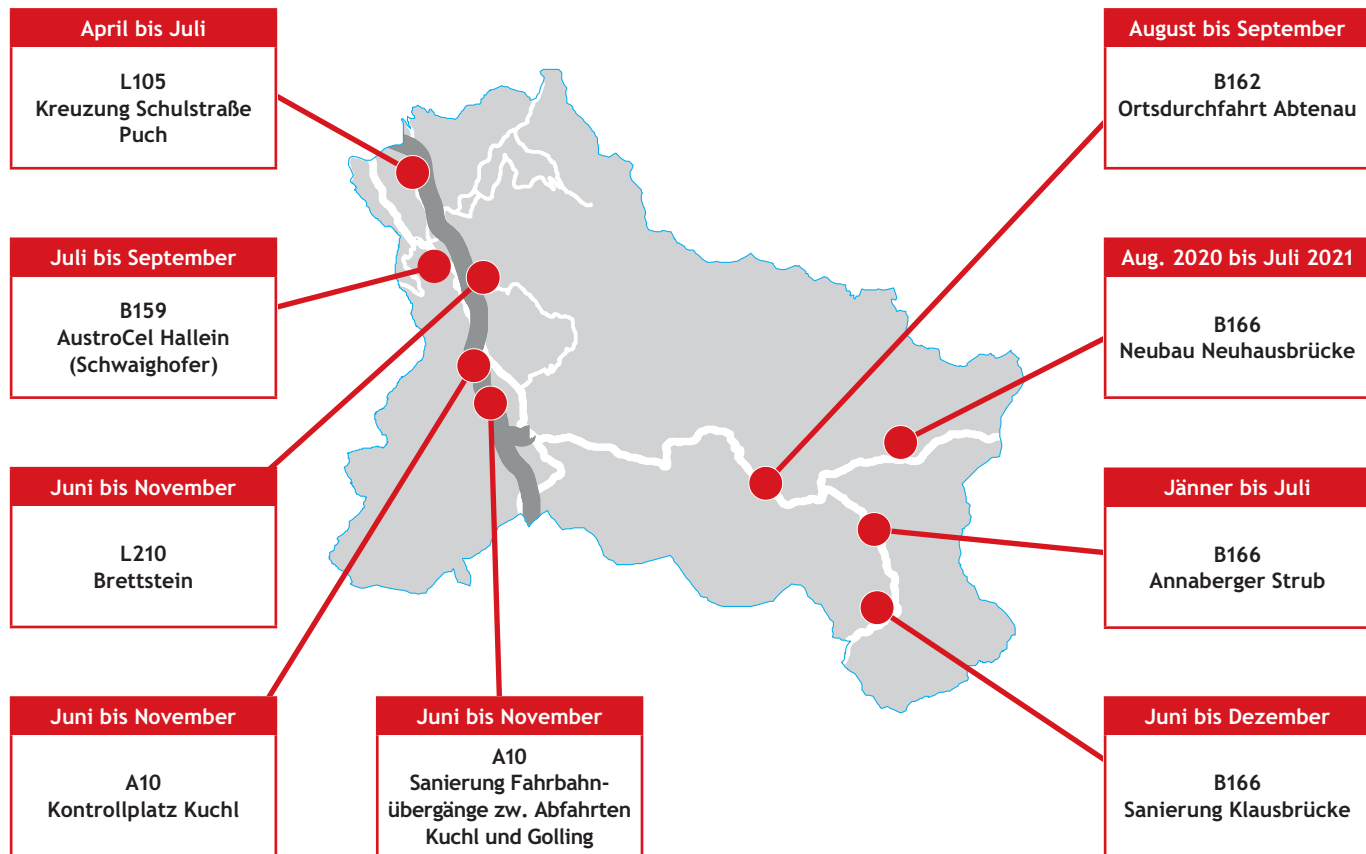 April bis Juli
L105
Kreuzung Schulstraße
Puch
Juli bis September
B159
AustroCel Hallein
(Schwaighofer)
Juni bis November
L210
Brettstein
Juni bis November
A10
Kontrollplatz Kuchl
Juni bis November
A10
Sanierung Fahrbahn-
übergänge zw. Abfahrten
Kuchl und Golling
August bis September
B162
Ortsdurchfahrt Abtenau
Aug. 2020 bis Juli 2021
B166
Neubau Neuhausbrücke
Jänner bis Juli
B166
Annaberger Strub
Juni bis Dezember
B166
Sanierung Klausbrücke